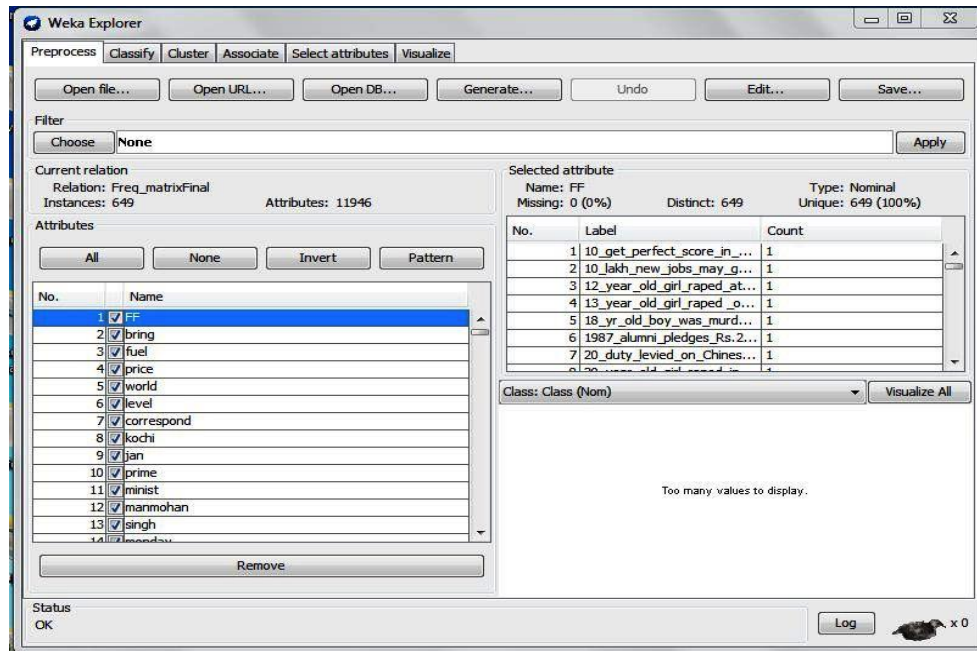 Weka Explorer
Preprocess Classify Cluster Associate Select attributes Visualize
Open file... Open URL... Open DB... Generate... Undo Edit... Save...
Filter
Choose None Apply
Current relation
Relation: Freq_matrixFinal
Instances: 649 Attributes: 11946
Attributes
All None Invert Pattern
No. Name
1 FF
2 bring
3 fuel
4 price
5 world
6 level
7 correspond
8 kochi
9 jan
10 prime
11 minist
12 manmohan
13 singh
14 monday
Remove
Selected attribute
Name: FF Type: Nominal
Missing: 0 (0%) Distinct: 649 Unique: 649 (100%)
No. Label Count
1 10_get_perfect_score_in_... 1
2 10_lakh_new_jobs_may_g... 1
3 12_year_old_girl_raped_at... 1
4 13_year_old_girl_raped _o... 1
5 18_yr_old_boy_was_murd... 1
6 1987_alumni_pledges_Rs.2... 1
7 20_duty_levied_on_Chines... 1
Class: Class (Nom) Visualize All
Too many values to display.
Status
OK
Log x 0